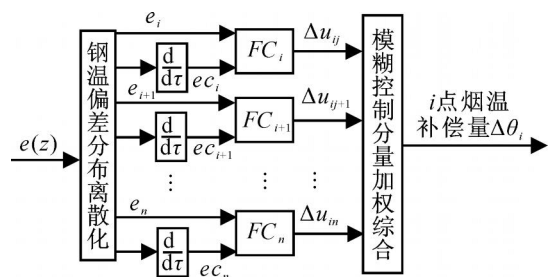 e(z)
钢温偏差分布离散化
e_i
d/dτ
ec_i
FC_i
Δu_{ij}
e_{i+1}
d/dτ
ec_{i+1}
FC_{i+1}
Δu_{ij+1}
⋮ ⋮ ⋮
e_n
d/dτ
ec_n
FC_n
Δu_{in}
模糊控制分量加权综合
i点烟温
补偿量Δθ_i